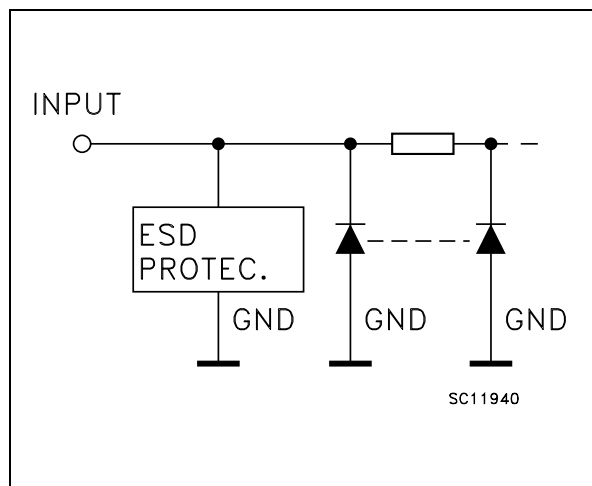 INPUT
ESD
PROTEC.
GND
GND
GND
SC11940